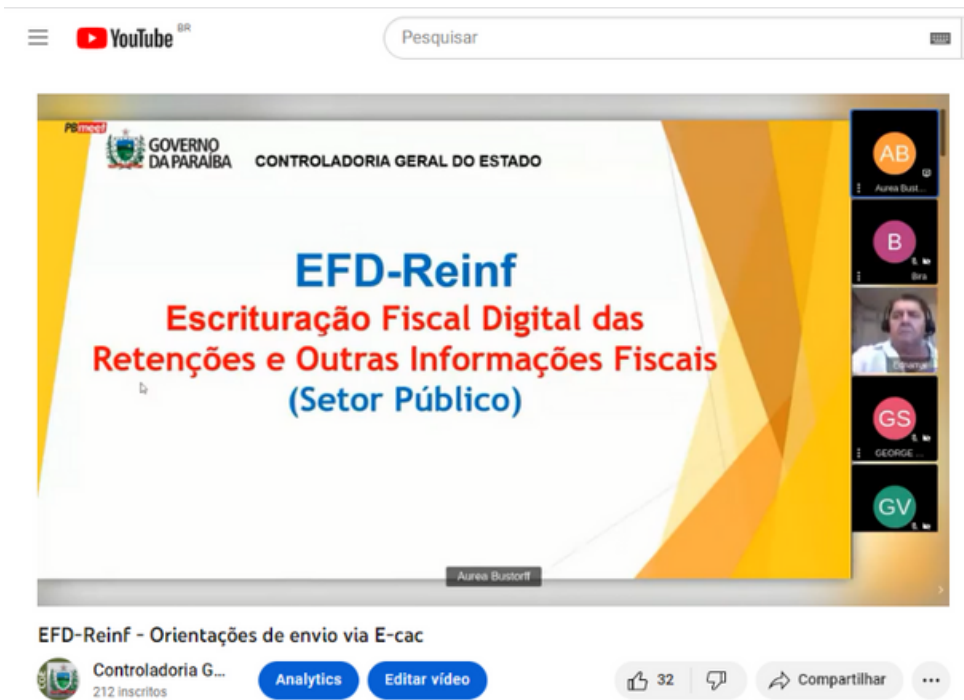 YouTube BR
Pesquisar
PBmeet
GOVERNO
DA PARAÍBA
CONTROLADORIA GERAL DO ESTADO
EFD-Reinf
Escrituração Fiscal Digital das
Retenções e Outras Informações Fiscais
(Setor Público)
AB
Aurea Bust...
B
Bira
GS
GEORGE ...
GV
Aurea Bustorff
EFD-Reinf - Orientações de envio via E-cac
Controladoria G...
212 inscritos
Analytics
Editar vídeo
32
Compartilhar